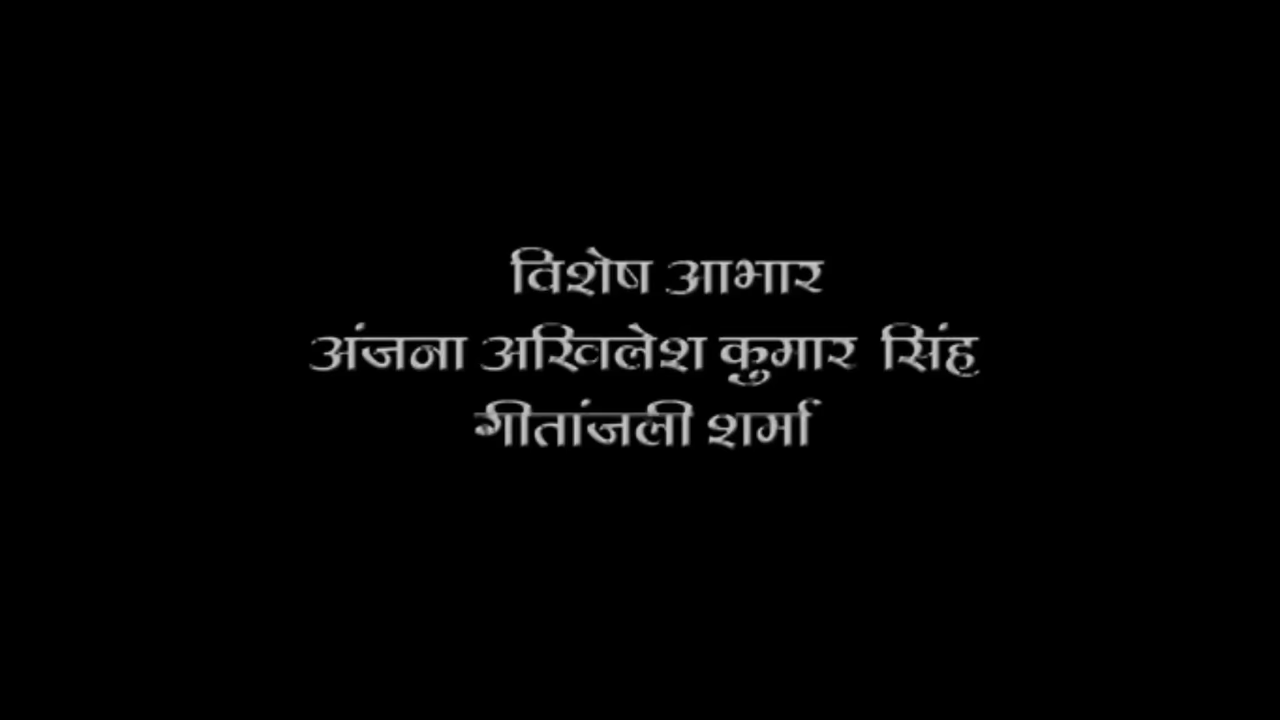 विशेष आभार
अंजना अखिलेश कुमार सिंह
गीतांजली शर्मा